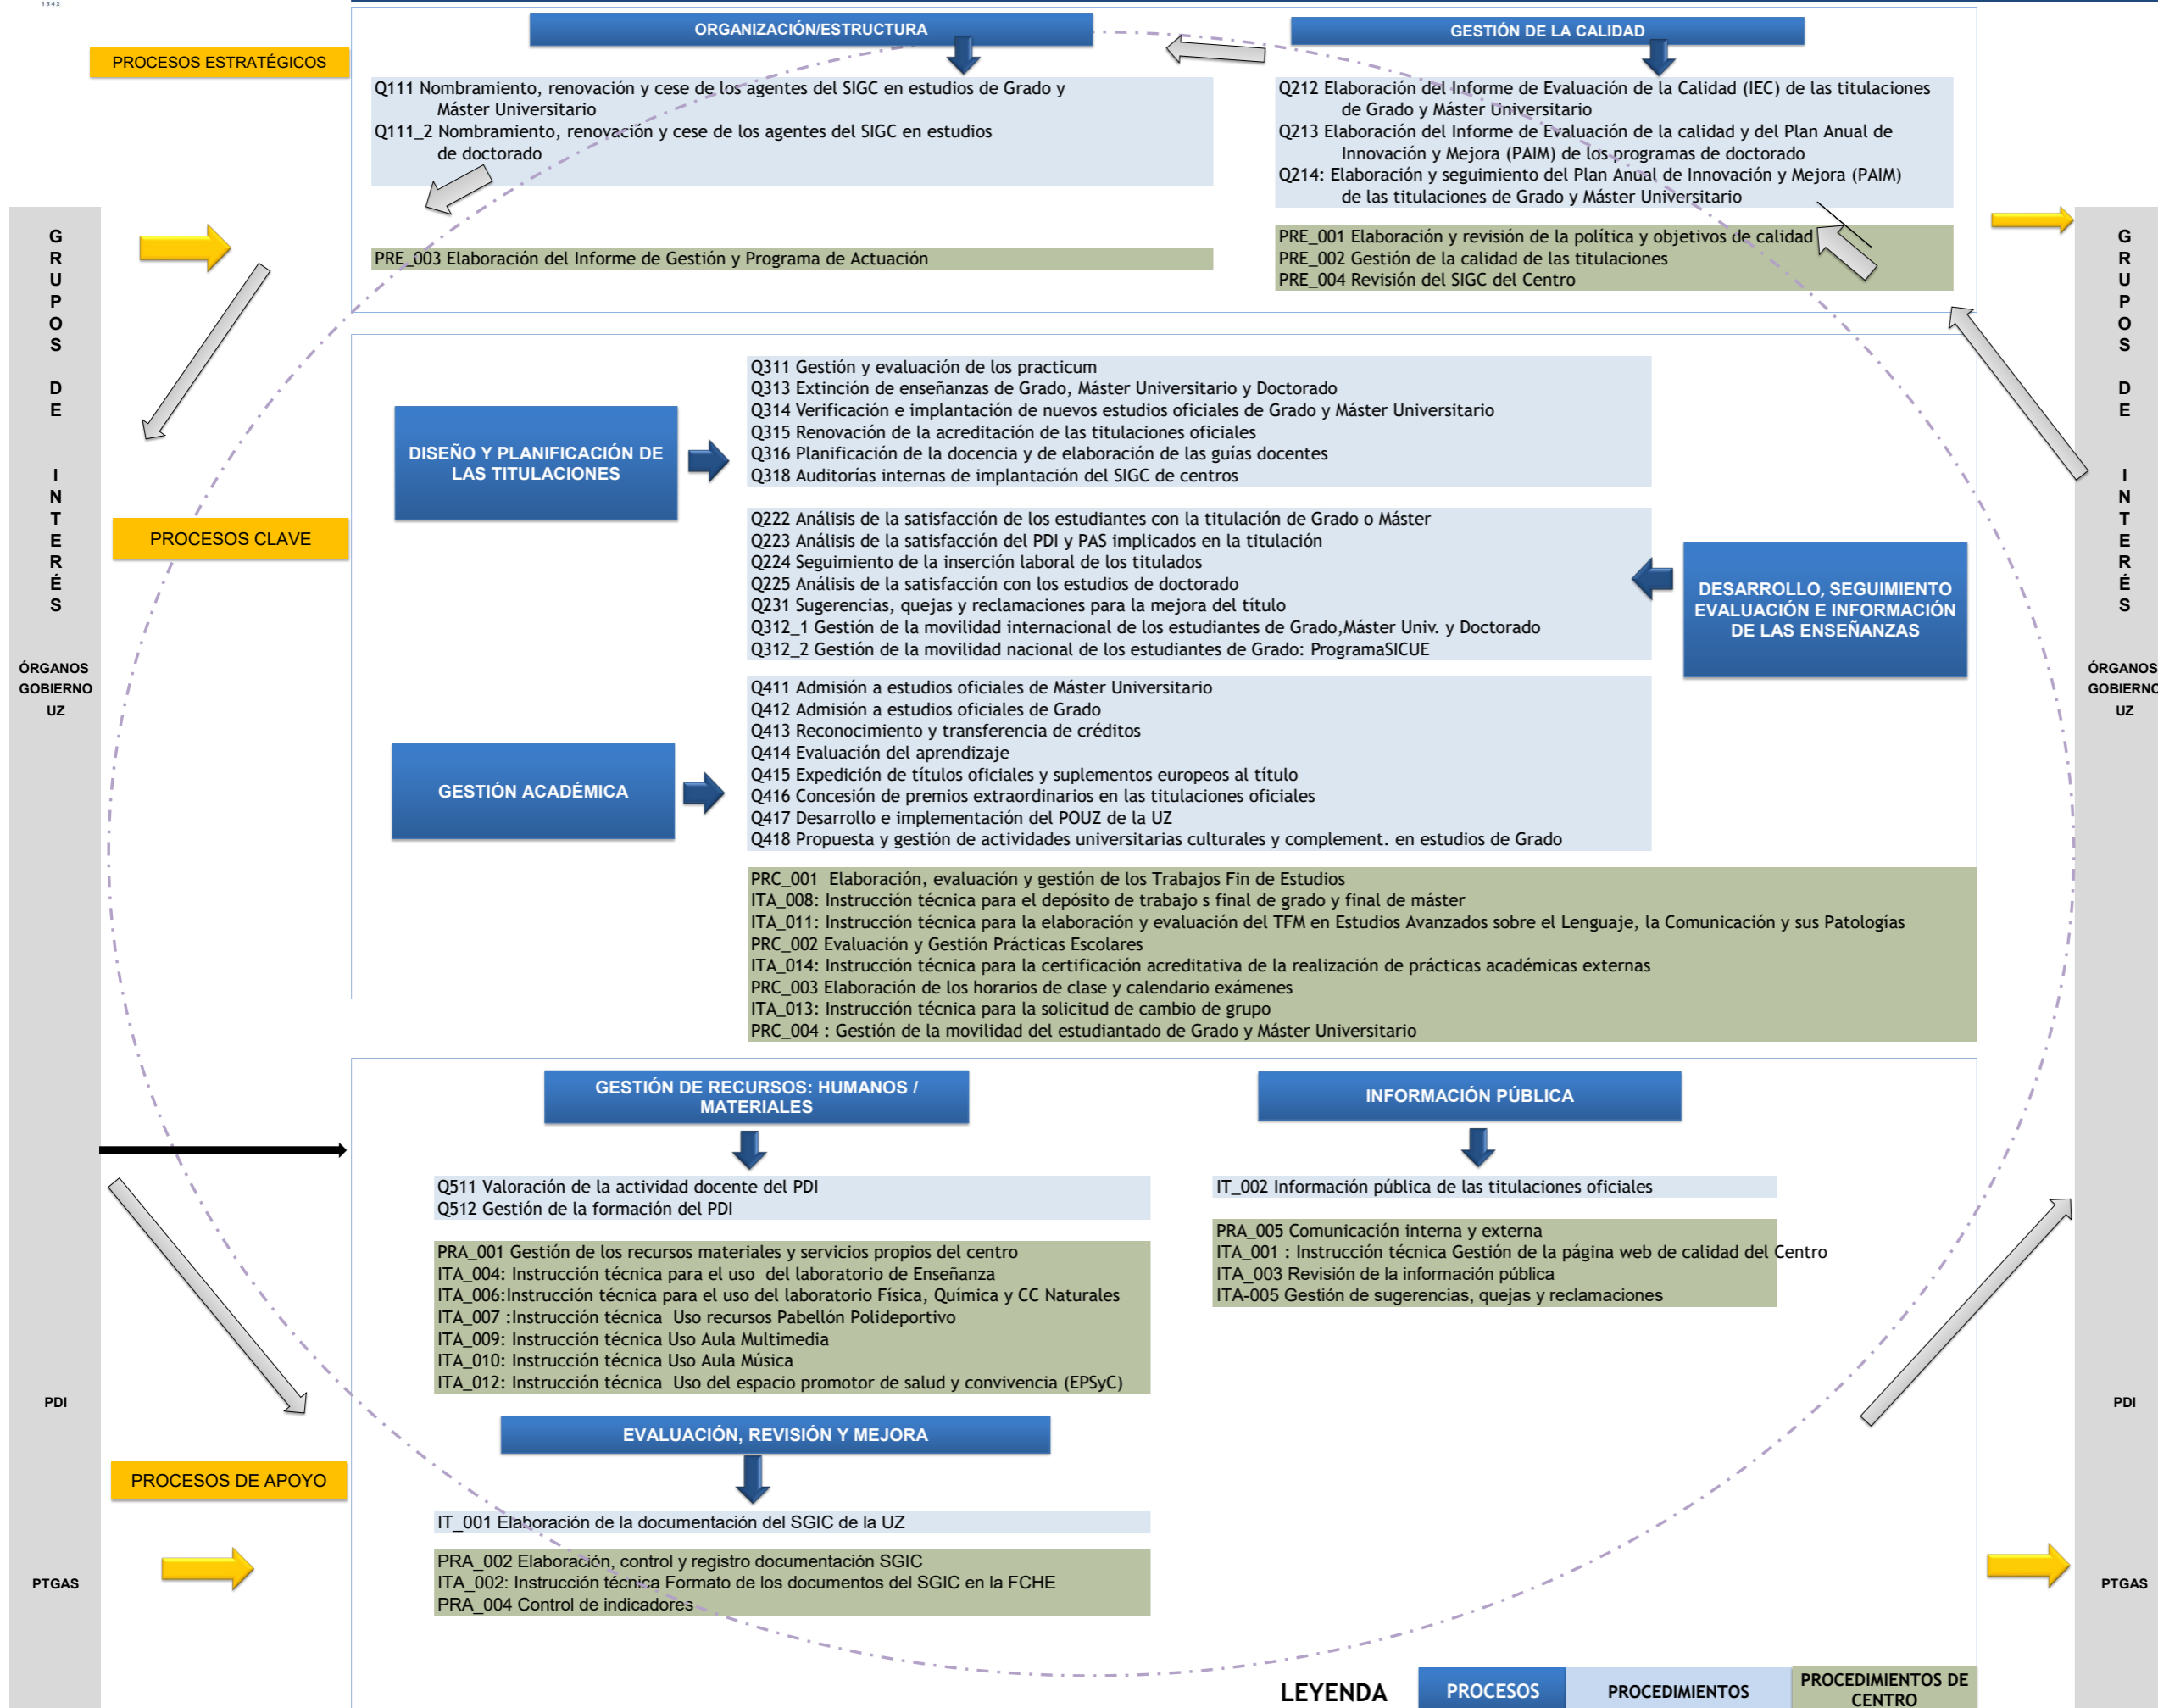 1542
ORGANIZACIÓN/ESTRUCTURA
GESTIÓN DE LA CALIDAD
PROCESOS ESTRATÉGICOS
Q111 Nombramiento, renovación y cese de los agentes del SIGC en estudios de Grado y
Máster Universitario
Q111_2 Nombramiento, renovación y cese de los agentes del SIGC en estudios
de doctorado
Q212 Elaboración del Informe de Evaluación de la Calidad (IEC) de las titulaciones
de Grado y Máster Universitario
Q213 Elaboración del Informe de Evaluación de la calidad y del Plan Anual de
Innovación y Mejora (PAIM) de los programas de doctorado
Q214: Elaboración y seguimiento del Plan Anual de Innovación y Mejora (PAIM)
de las titulaciones de Grado y Máster Universitario
PRE_003 Elaboración del Informe de Gestión y Programa de Actuación
PRE_001 Elaboración y revisión de la política y objetivos de calidad
PRE_002 Gestión de la calidad de las titulaciones
PRE_004 Revisión del SIGC del Centro
GRUPOS DE INTERÉS
ÓRGANOS
GOBIERNO
UZ
PDI
PTGAS
PROCESOS CLAVE
DISEÑO Y PLANIFICACIÓN DE
LAS TITULACIONES
Q311 Gestión y evaluación de los practicum
Q313 Extinción de enseñanzas de Grado, Máster Universitario y Doctorado
Q314 Verificación e implantación de nuevos estudios oficiales de Grado y Máster Universitario
Q315 Renovación de la acreditación de las titulaciones oficiales
Q316 Planificación de la docencia y de elaboración de las guías docentes
Q318 Auditorías internas de implantación del SIGC de centros
Q222 Análisis de la satisfacción de los estudiantes con la titulación de Grado o Máster
Q223 Análisis de la satisfacción del PDI y PAS implicados en la titulación
Q224 Seguimiento de la inserción laboral de los titulados
Q225 Análisis de la satisfacción con los estudios de doctorado
Q231 Sugerencias, quejas y reclamaciones para la mejora del título
Q312_1 Gestión de la movilidad internacional de los estudiantes de Grado,Máster Univ. y Doctorado
Q312_2 Gestión de la movilidad nacional de los estudiantes de Grado: ProgramaSICUE
DESARROLLO, SEGUIMIENTO
EVALUACIÓN E INFORMACIÓN
DE LAS ENSEÑANZAS
GESTIÓN ACADÉMICA
Q411 Admisión a estudios oficiales de Máster Universitario
Q412 Admisión a estudios oficiales de Grado
Q413 Reconocimiento y transferencia de créditos
Q414 Evaluación del aprendizaje
Q415 Expedición de títulos oficiales y suplementos europeos al título
Q416 Concesión de premios extraordinarios en las titulaciones oficiales
Q417 Desarrollo e implementación del POUZ de la UZ
Q418 Propuesta y gestión de actividades universitarias culturales y complement. en estudios de Grado
PRC_001 Elaboración, evaluación y gestión de los Trabajos Fin de Estudios
ITA_008: Instrucción técnica para el depósito de trabajo s final de grado y final de máster
ITA_011: Instrucción técnica para la elaboración y evaluación del TFM en Estudios Avanzados sobre el Lenguaje, la Comunicación y sus Patologías
PRC_002 Evaluación y Gestión Prácticas Escolares
ITA_014: Instrucción técnica para la certificación acreditativa de la realización de prácticas académicas externas
PRC_003 Elaboración de los horarios de clase y calendario exámenes
ITA_013: Instrucción técnica para la solicitud de cambio de grupo
PRC_004 : Gestión de la movilidad del estudiantado de Grado y Máster Universitario
GESTIÓN DE RECURSOS: HUMANOS /
MATERIALES
INFORMACIÓN PÚBLICA
Q511 Valoración de la actividad docente del PDI
Q512 Gestión de la formación del PDI
IT_002 Información pública de las titulaciones oficiales
PRA_001 Gestión de los recursos materiales y servicios propios del centro
ITA_004: Instrucción técnica para el uso del laboratorio de Enseñanza
ITA_006:Instrucción técnica para el uso del laboratorio Física, Química y CC Naturales
ITA_007 :Instrucción técnica Uso recursos Pabellón Polideportivo
ITA_009: Instrucción técnica Uso Aula Multimedia
ITA_010: Instrucción técnica Uso Aula Música
ITA_012: Instrucción técnica Uso del espacio promotor de salud y convivencia (EPSyC)
PRA_005 Comunicación interna y externa
ITA_001 : Instrucción técnica Gestión de la página web de calidad del Centro
ITA_003 Revisión de la información pública
ITA-005 Gestión de sugerencias, quejas y reclamaciones
EVALUACIÓN, REVISIÓN Y MEJORA
PROCESOS DE APOYO
IT_001 Elaboración de la documentación del SGIC de la UZ
PRA_002 Elaboración, control y registro documentación SGIC
ITA_002: Instrucción técnica Formato de los documentos del SGIC en la FCHE
PRA_004 Control de indicadores
GRUPOS DE INTERÉS
ÓRGANOS
GOBIERNO
UZ
PDI
PTGAS
LEYENDA
PROCESOS
PROCEDIMIENTOS
PROCEDIMIENTOS DE
CENTRO